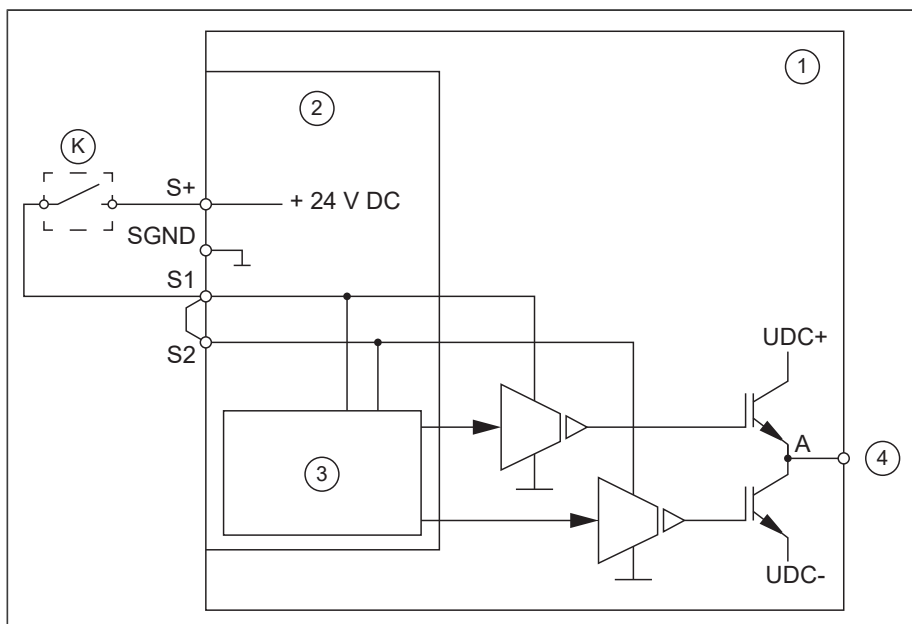 1
2
K
S+
+ 24 V DC
SGND
S1
UDC+
S2
A
4
3
UDC-